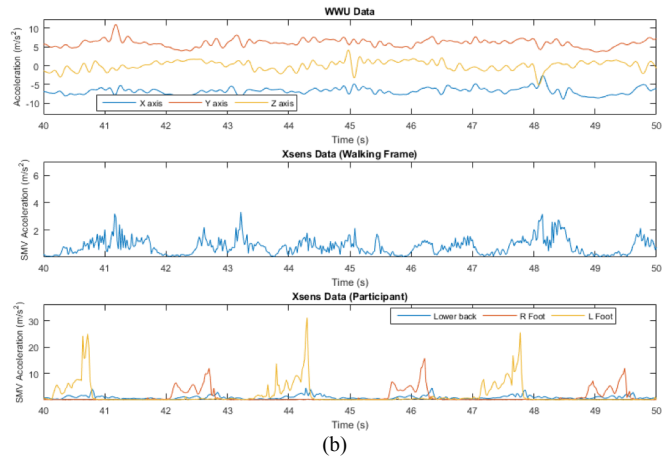 WWU Data
Acceleration (m/s²)
10
5
0
-5
-10
X axis Y axis Z axis
40 41 42 43 44 45 46 47 48 49 50
Time (s)
Xsens Data (Walking Frame)
SMV Acceleration (m/s²)
6
4
2
40 41 42 43 44 45 46 47 48 49 50
Time (s)
Xsens Data (Participant)
SMV Acceleration (m/s²)
30
20
10
Lower back R Foot L Foot
40 41 42 43 44 45 46 47 48 49 50
Time (s)
(b)